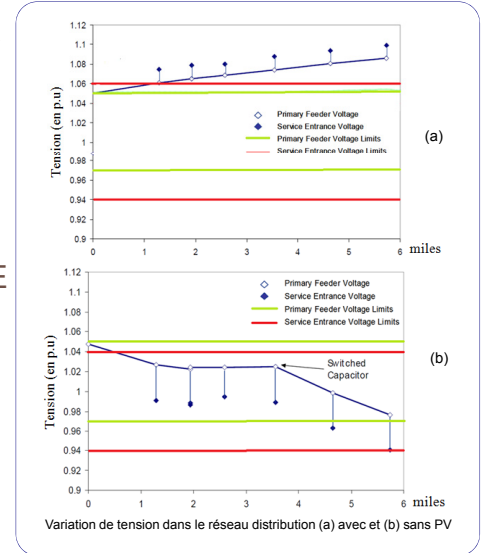 1.12
1.1
1.08
1.06
1.04
1.02
1
0.98
0.96
0.94
0.92
0.9
Tension (en p.u)
Primary Feeder Voltage
Service Entrance Voltage
Primary Feeder Voltage Limits
Service Entrance Voltage Limits
(a)
0 1 2 3 4 5 6 miles
1.12
1.1
1.08
1.06
1.04
1.02
1
0.98
0.96
0.94
0.92
0.9
Tension (en p.u)
Primary Feeder Voltage
Service Entrance Voltage
Primary Feeder Voltage Limits
Service Entrance Voltage Limits
(b)
Switched
Capacitor
0 1 2 3 4 5 6 miles
Variation de tension dans le réseau distribution (a) avec et (b) sans PV